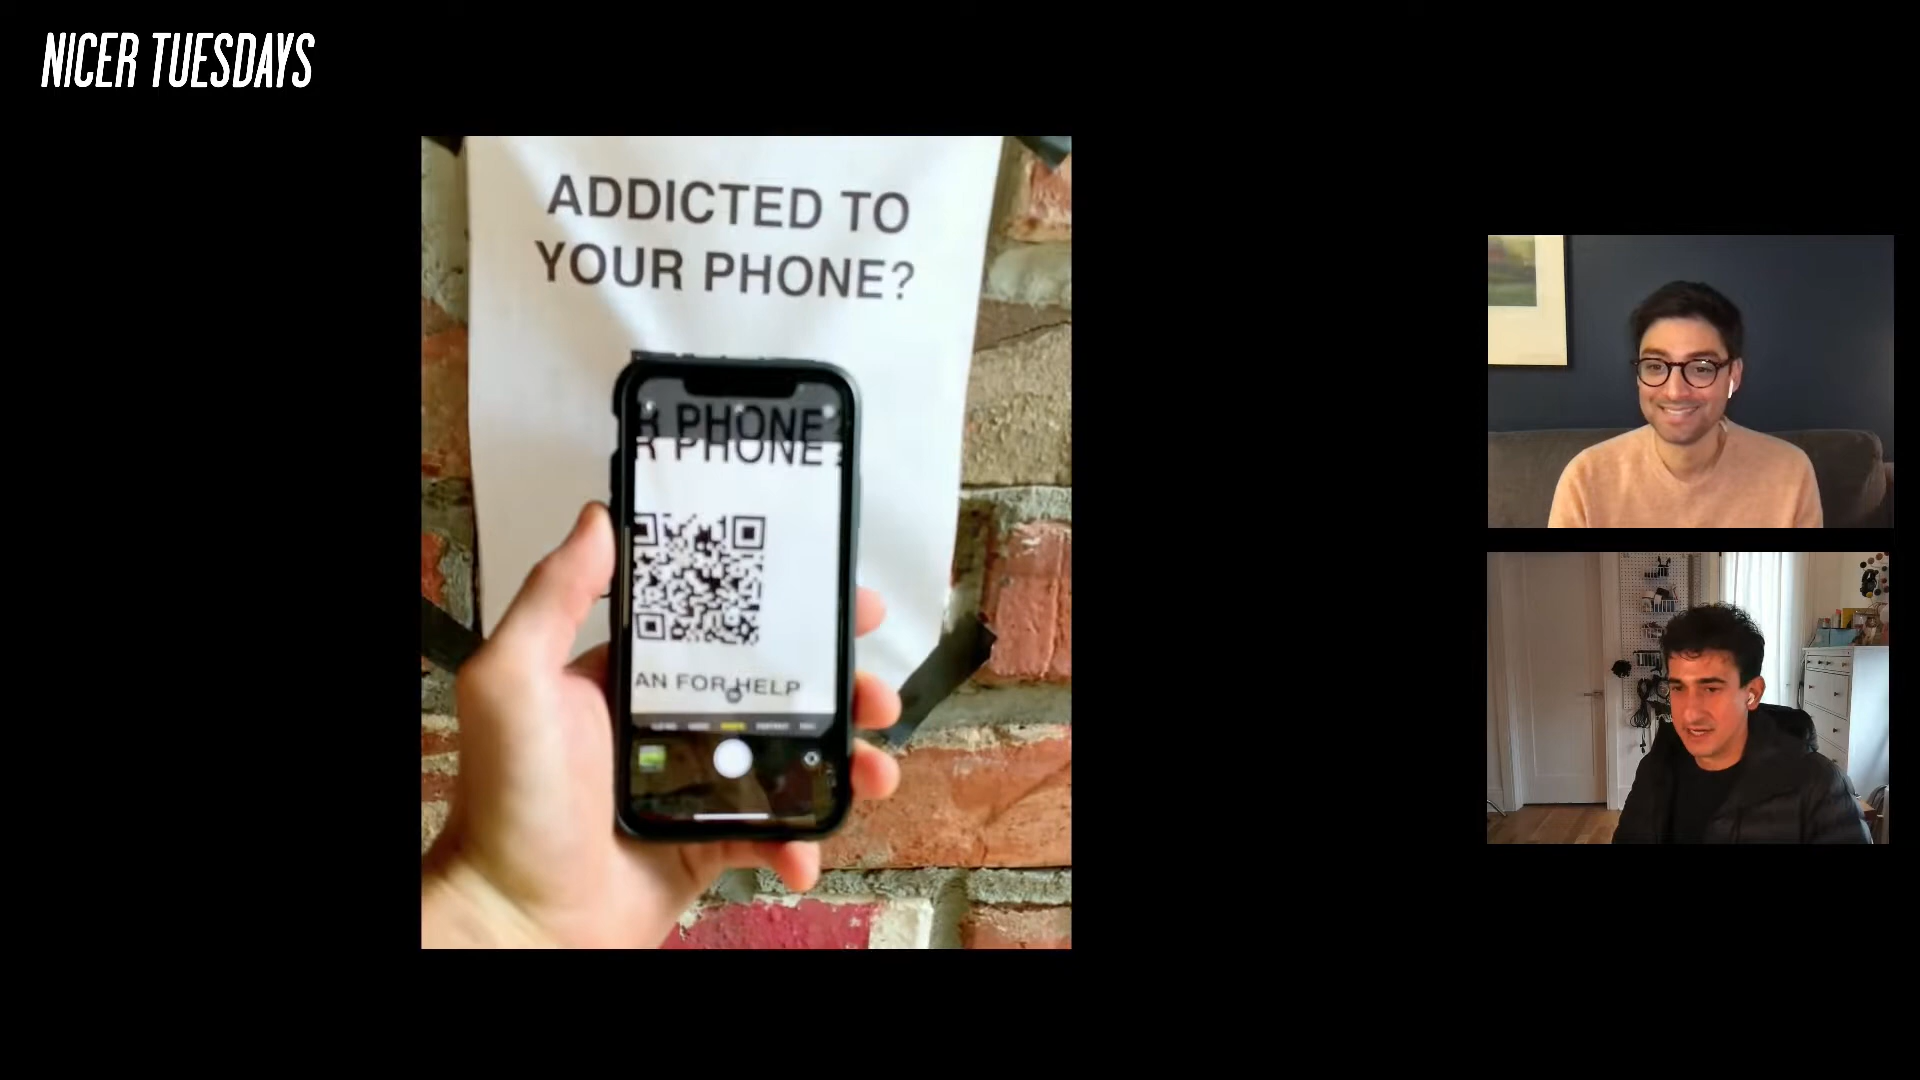 NICER TUESDAYS
ADDICTED TO
YOUR PHONE?
R PHONE
R PHONE
AN FOR HELP